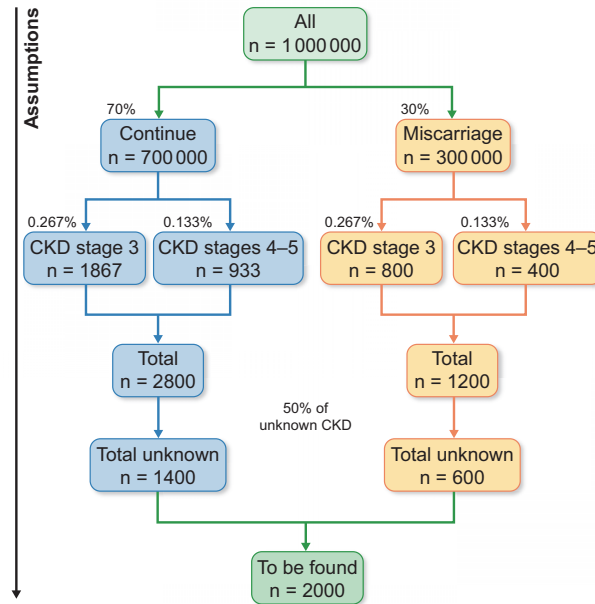 Assumptions
All
n = 1 000 000
70%
30%
Continue
n = 700 000
Miscarriage
n = 300 000
0.267%
0.133%
0.267%
0.133%
CKD stage 3
n = 1867
CKD stages 4–5
n = 933
CKD stage 3
n = 800
CKD stages 4–5
n = 400
Total
n = 2800
Total
n = 1200
50% of
unknown CKD
Total unknown
n = 1400
Total unknown
n = 600
To be found
n = 2000